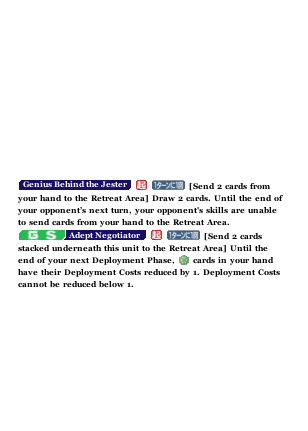 Genius Behind the Jester 起 1ターンに1回 [Send 2 cards from
your hand to the Retreat Area] Draw 2 cards. Until the end of
your opponent's next turn, your opponent's skills are unable
to send cards from your hand to the Retreat Area.
G S Adept Negotiator 起 1ターンに1回 [Send 2 cards
stacked underneath this unit to the Retreat Area] Until the
end of your next Deployment Phase, cards in your hand
have their Deployment Costs reduced by 1. Deployment Costs
cannot be reduced below 1.